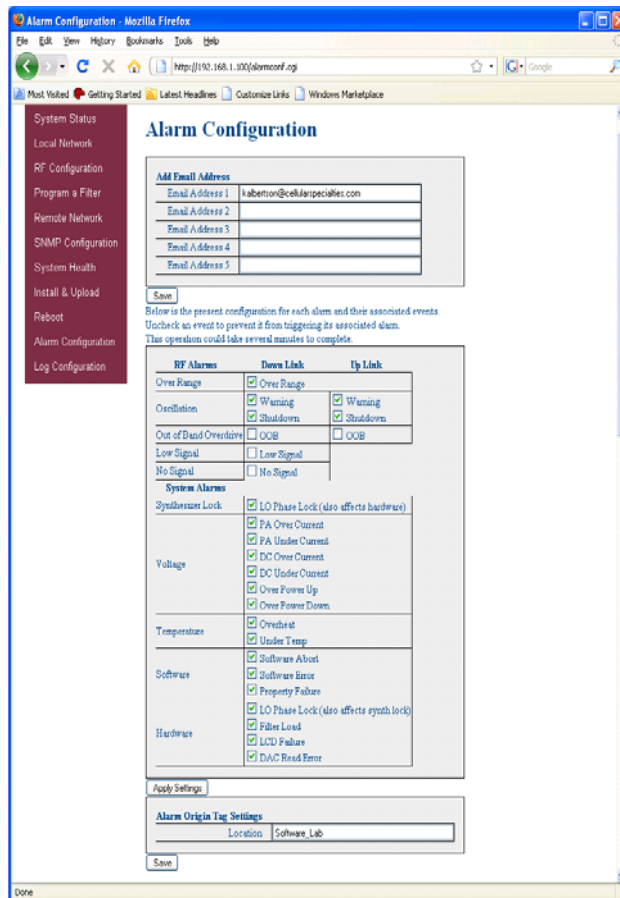 Alarm Configuration - Mozilla Firefox
File Edit View History Bookmarks Tools Help
http://192.168.1.100/alarmconf.cgi
Google
Most Visited Getting Started Latest Headlines Customize Links Windows Marketplace
System Status
Local Network
RF Configuration
Program a Filter
Remote Network
SNMP Configuration
System Health
Install & Upload
Reboot
Alarm Configuration
Log Configuration
Alarm Configuration
Add Email Address
Email Address 1 kalbertson@cellularspecialties.com
Email Address 2
Email Address 3
Email Address 4
Email Address 5
Save
Below is the present configuration for each alarm and their associated events.
Uncheck an event to prevent it from triggering its associated alarm.
This operation could take several minutes to complete.
RF Alarms Down Link Up Link
Over Range Over Range
Oscillation Warning Warning
Shutdown Shutdown
Out of Band Overdrive OOB OOB
Low Signal Low Signal
No Signal No Signal
System Alarms
Synthesizer Lock LO Phase Lock (also affects hardware)
Voltage PA Over Current
PA Under Current
DC Over Current
DC Under Current
Over Power Up
Over Power Down
Temperature Overheat
Under Temp
Software Software Abort
Software Error
Property Failure
Hardware LO Phase Lock (also affects synth lock)
Filter Load
LCD Failure
DAC Read Error
Apply Settings
Alarm Origin Tag Settings
Location Software_Lab
Save
Done